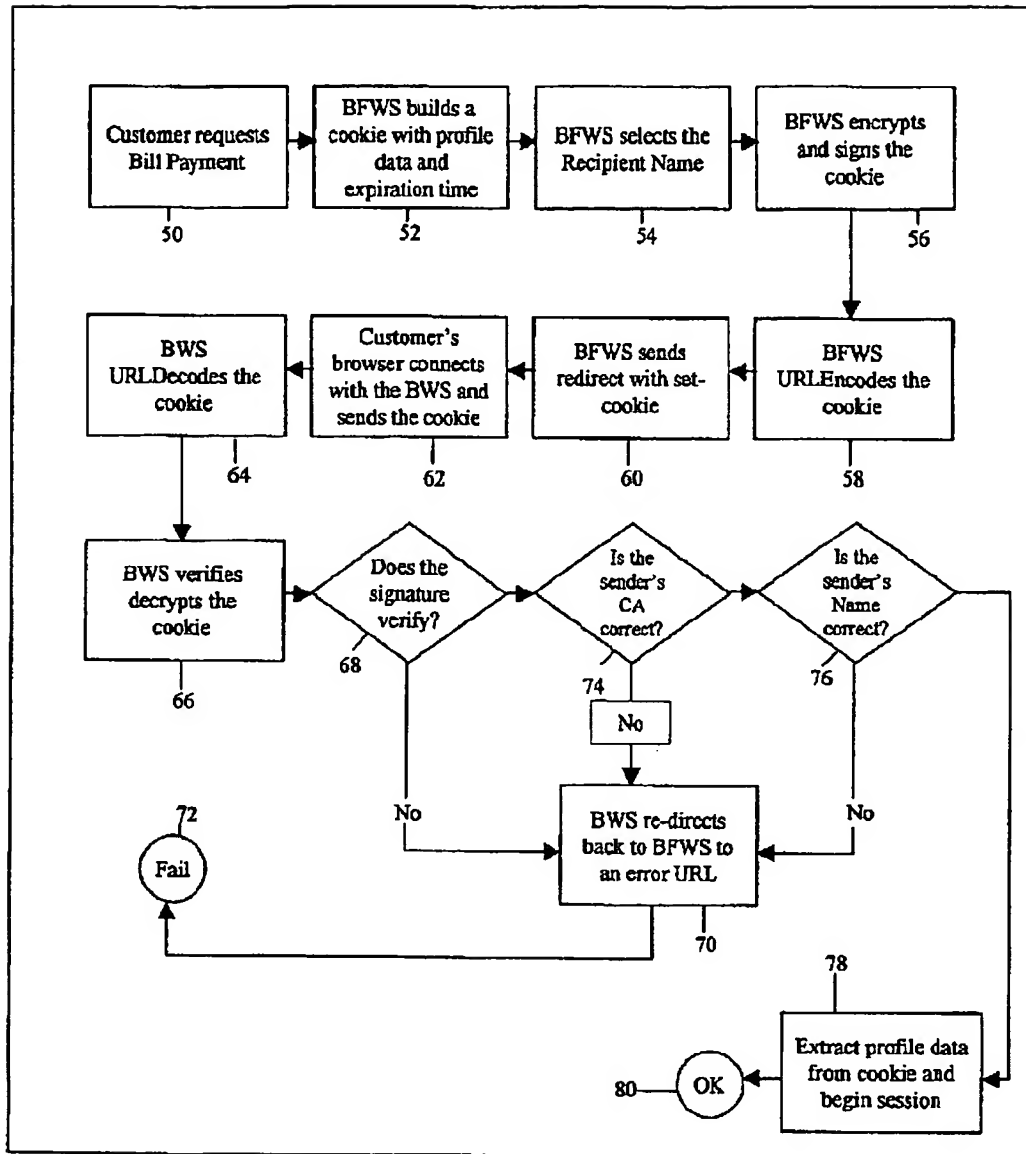 Customer requests
Bill Payment
50
BFWS builds a
cookie with profile
data and
expiration time
52
BFWS selects the
Recipient Name
54
BFWS encrypts
and signs the
cookie
56
BFWS
URLEncodes the
cookie
58
BFWS sends
redirect with set-
cookie
60
Customer's
browser connects
with the BWS and
sends the cookie
62
BWS
URLDecodes the
cookie
64
BWS verifies
decrypts the
cookie
66
Does the
signature
verify?
68
No
Is the
sender's
CA
correct?
74
No
Is the
sender's
Name
correct?
76
No
BWS re-directs
back to BFWS to
an error URL
70
72
Fail
78
Extract profile data
from cookie and
begin session
80
OK